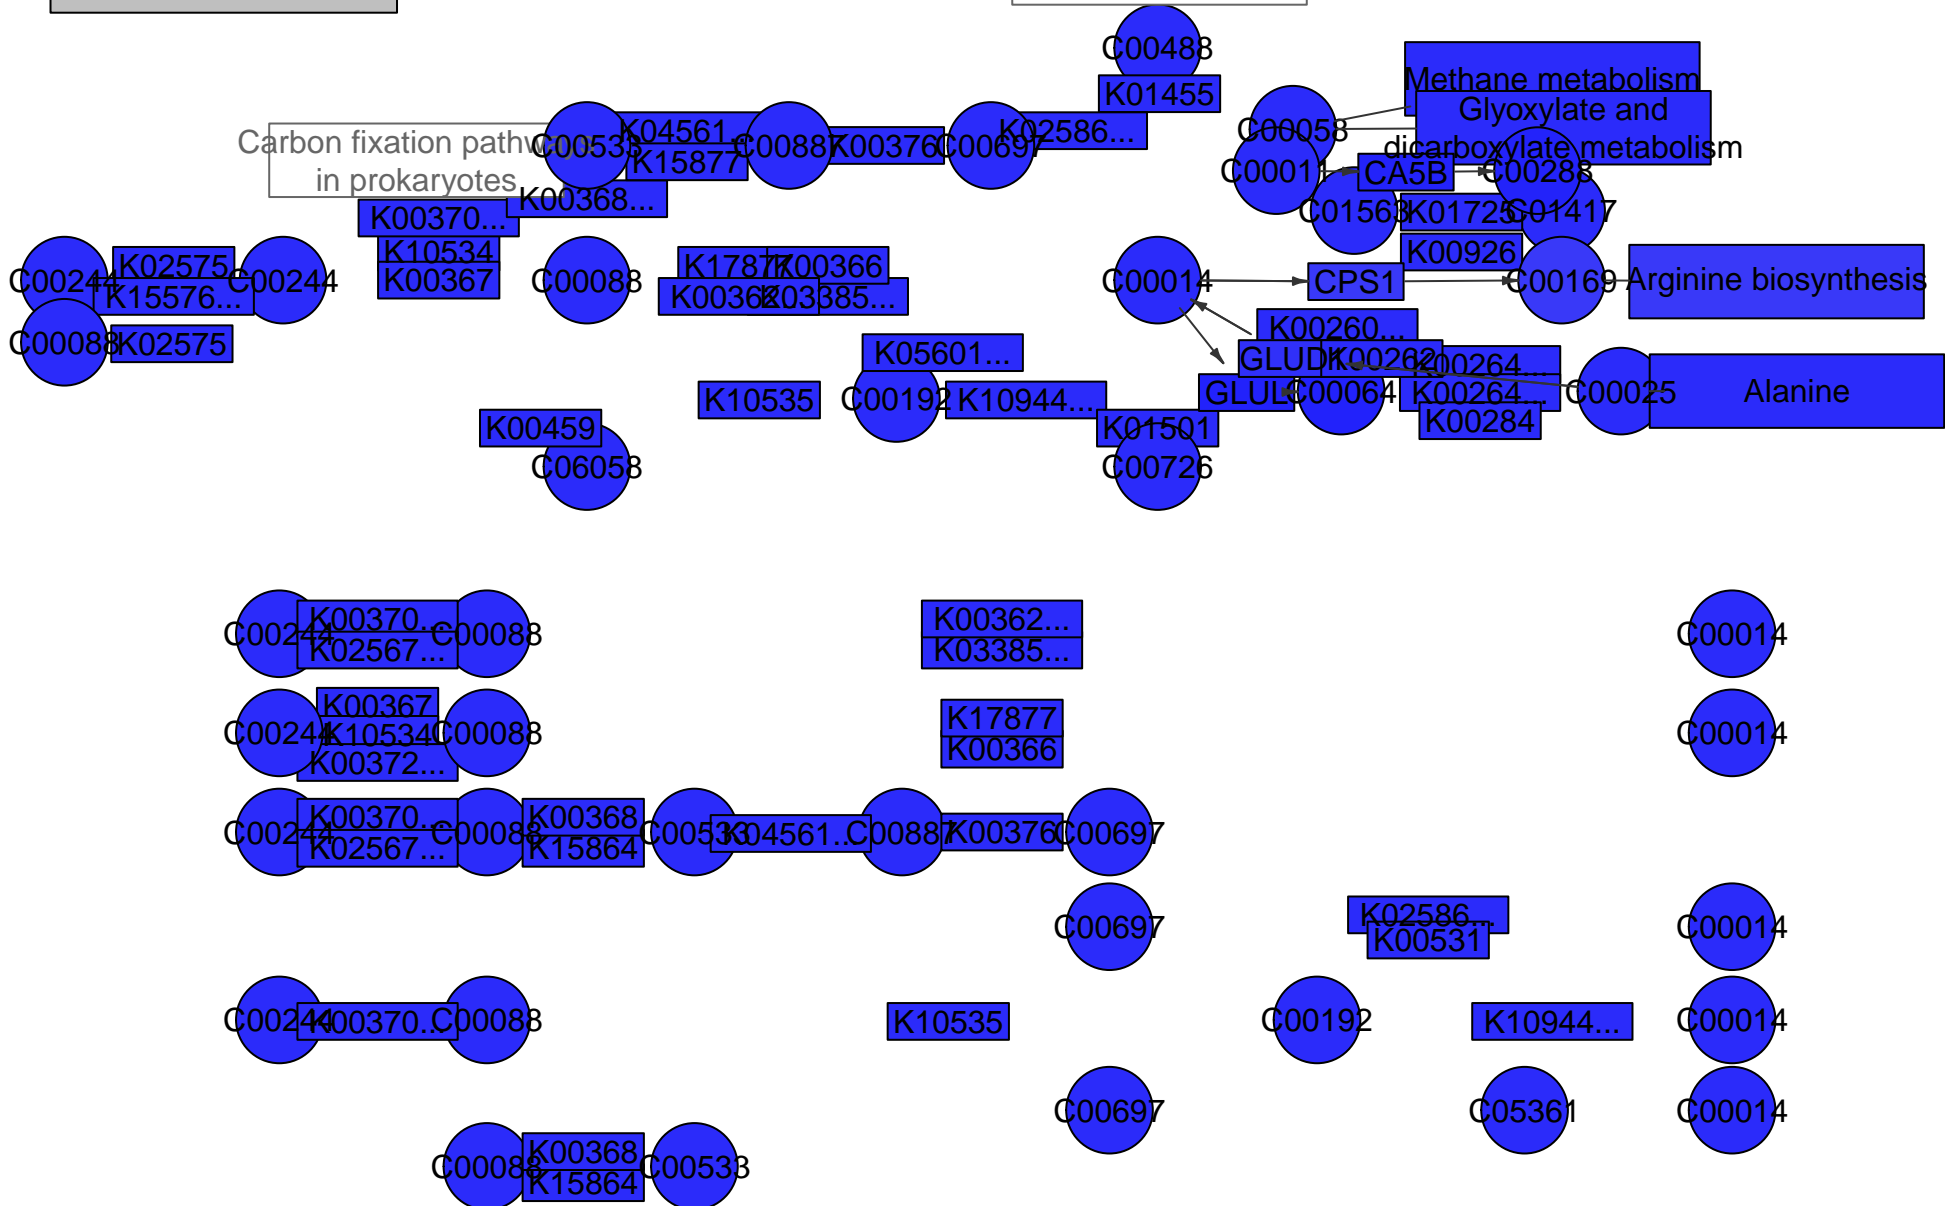 C00488
K01455
Methane metabolism
Glyoxylate and
dicarboxylate metabolism
C00058
Carbon fixation pathways
in prokaryotes
C00533
K04561...
K15877
C00887
K00376
C00697
K02586...
C00011
CA5B
C00288
K00368...
K00370...
C01563
K01725
C01417
K10534
K00367
K00926
C00244
K02575
K15576...
C00244
C00088
K17877
K00366
K00362...
K03385...
C00014
CPS1
C00169
Arginine biosynthesis
C00088
K02575
K00260...
K05601...
GLUD1
K00262
K00264...
K10535
C00192
K10944...
GLUL
C00064
K00264...
C00025
Alanine
K00459
K01501
K00284
C06058
C00726
C00244
K00370...
K02567...
C00088
K00362...
K03385...
C00014
C00244
K00367
K10534
K00372...
C00088
K17877
K00366
C00014
C00244
K00370...
K02567...
C00088
K00368
K15864
C00533
K04561...
C00887
K00376
C00697
C00697
K02586...
K00531
C00014
C00244
K00370...
C00088
K10535
C00192
K10944...
C00014
C00697
C05361
C00014
C00088
K00368
K15864
C00533